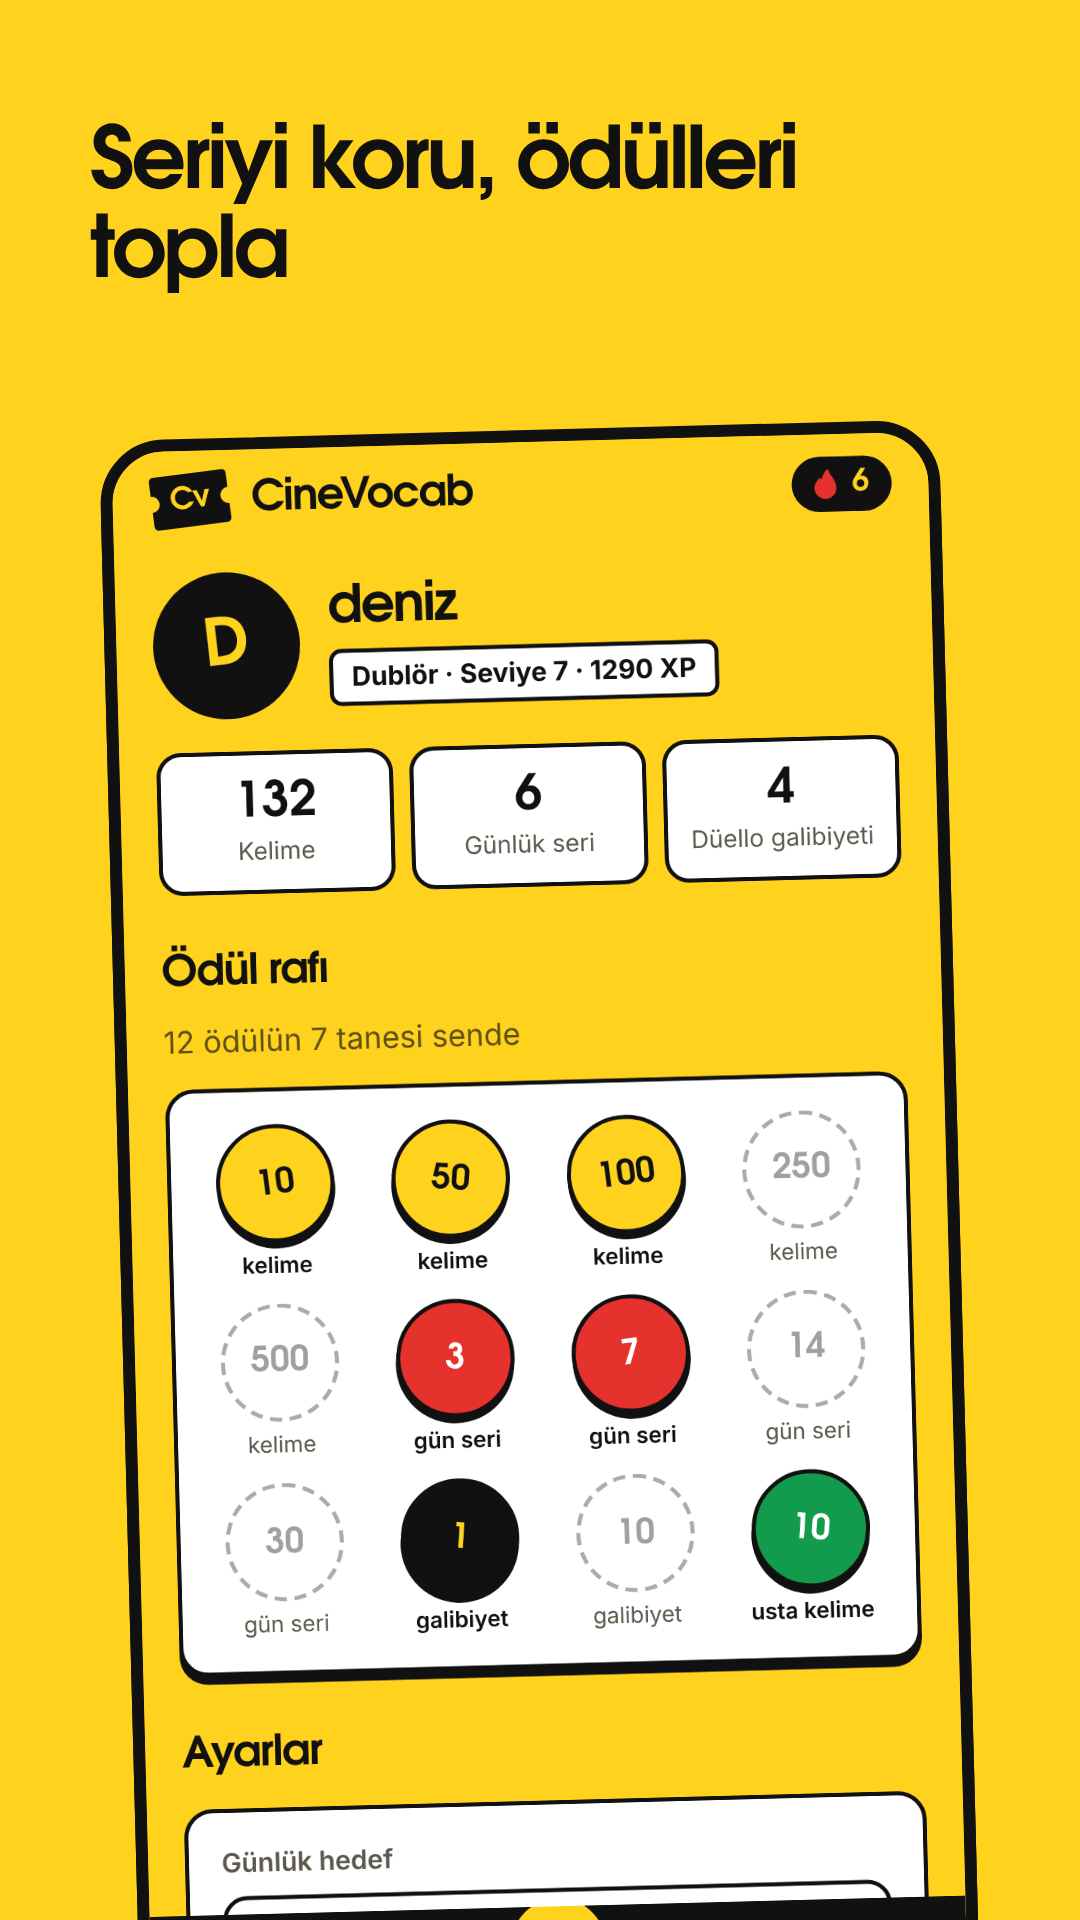 Seriyi koru, ödülleri
topla
Cv CineVocab 6
D
deniz
Dublör · Seviye 7 · 1290 XP
132 6 4
Kelime Günlük seri Düello galibiyeti
Ödül rafı
12 ödülün 7 tanesi sende
10 50 100 250
kelime kelime kelime kelime
500 3 7 14
kelime gün seri gün seri gün seri
30 1 10 10
gün seri galibiyet galibiyet usta kelime
Ayarlar
Günlük hedef